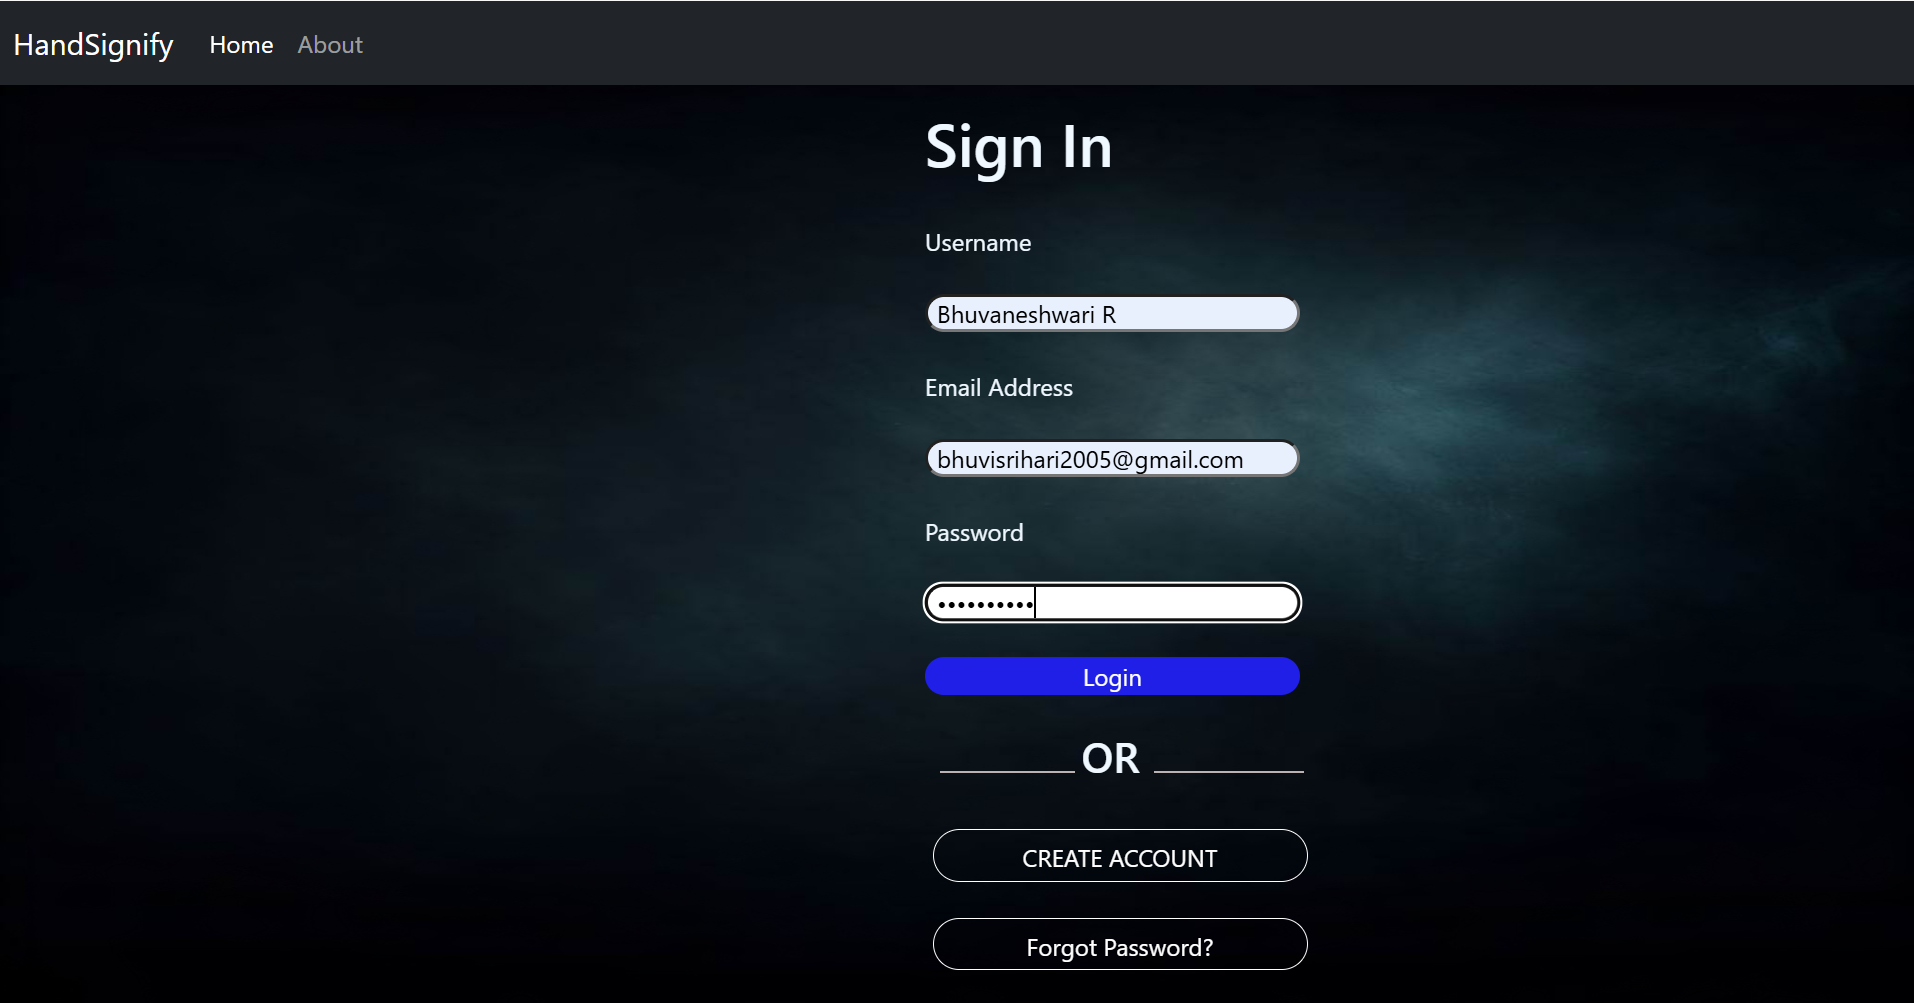 HandSignify Home About
Sign In
Username
Bhuvaneshwari R
Email Address
bhuvisrihari2005@gmail.com
Password
••••••••••
Login
OR
CREATE ACCOUNT
Forgot Password?